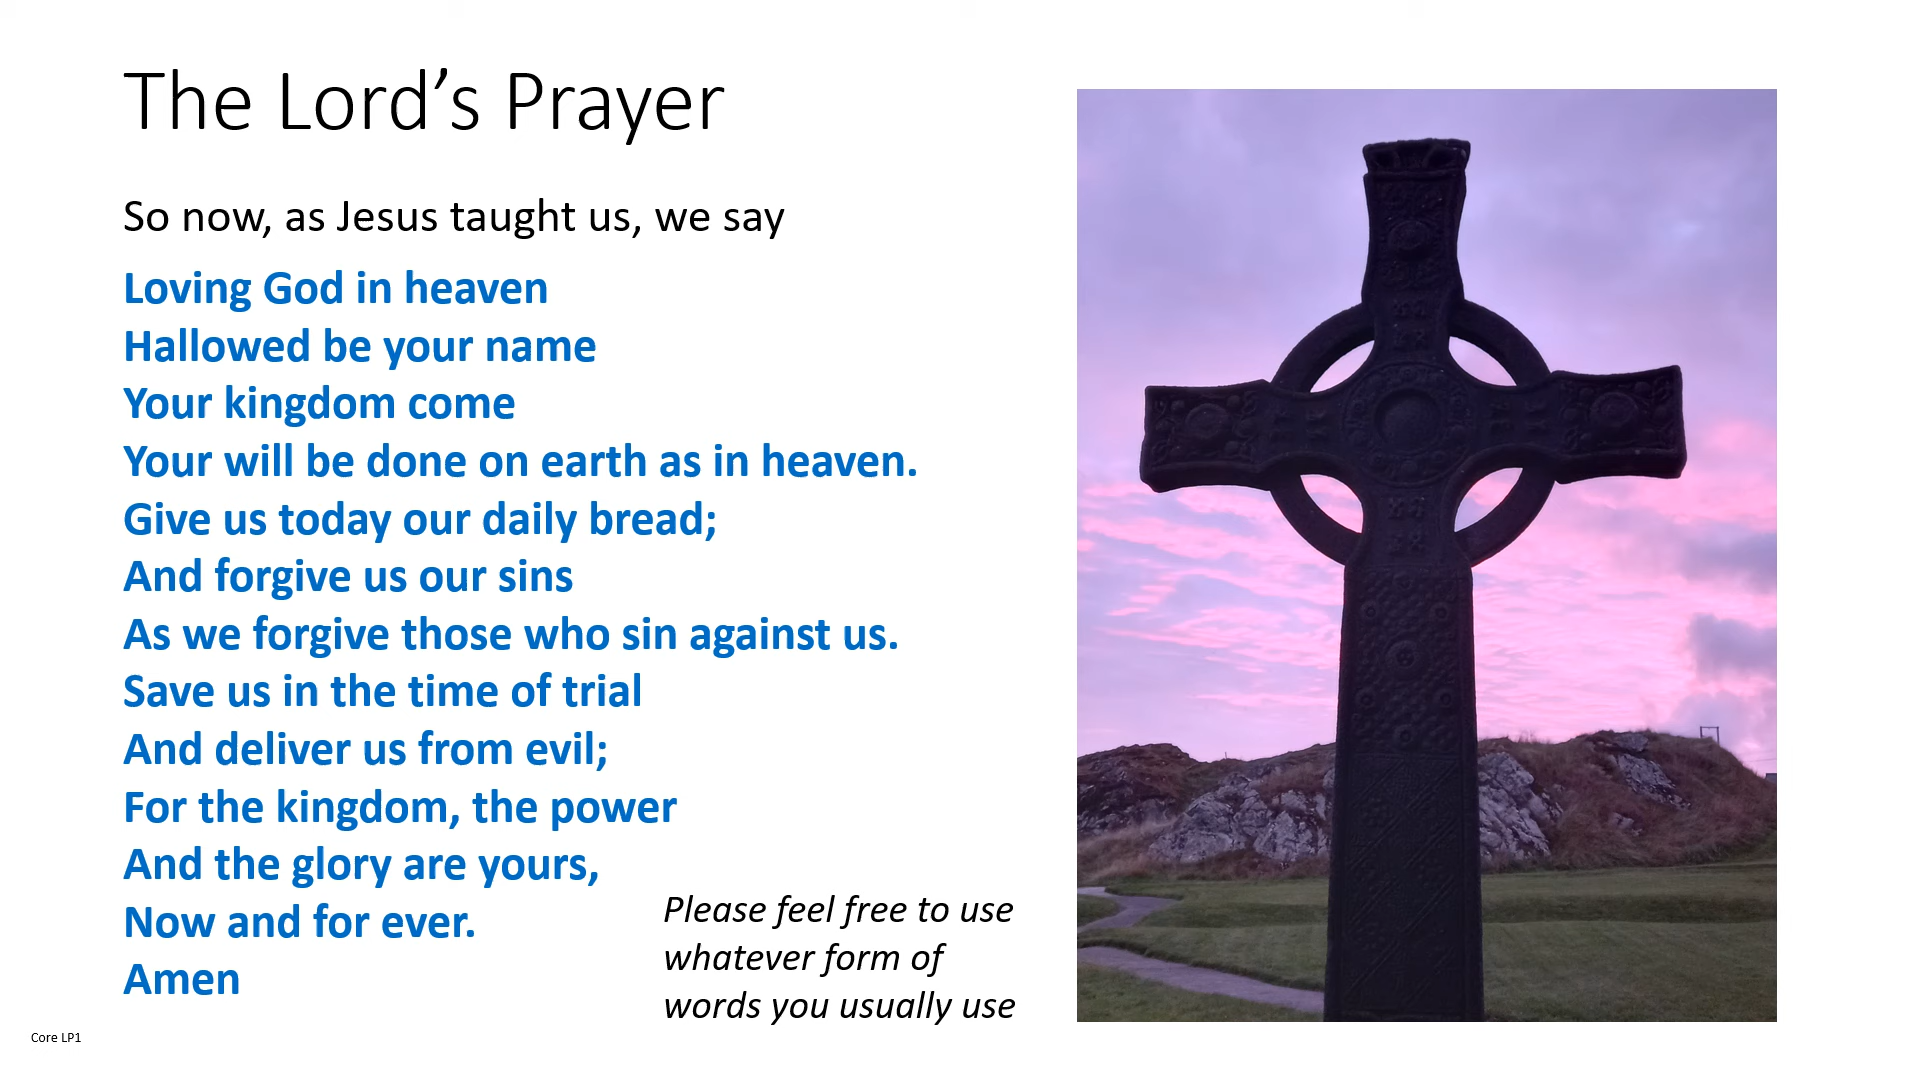 The Lord’s Prayer
So now, as Jesus taught us, we say
Loving God in heaven
Hallowed be your name
Your kingdom come
Your will be done on earth as in heaven.
Give us today our daily bread;
And forgive us our sins
As we forgive those who sin against us.
Save us in the time of trial
And deliver us from evil;
For the kingdom, the power
And the glory are yours,
Now and for ever.
Amen
Please feel free to use
whatever form of
words you usually use
Core LP1